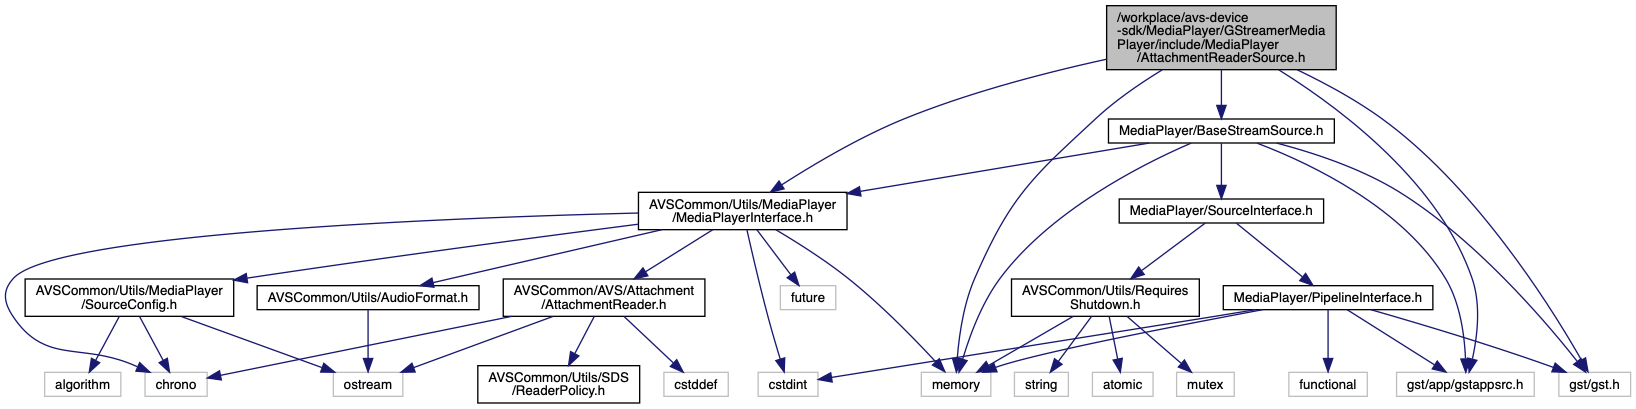 /workplace/avs-device
-sdk/MediaPlayer/GStreamerMedia
Player/include/MediaPlayer
/AttachmentReaderSource.h
MediaPlayer/BaseStreamSource.h
AVSCommon/Utils/MediaPlayer
/MediaPlayerInterface.h
MediaPlayer/SourceInterface.h
AVSCommon/Utils/MediaPlayer
/SourceConfig.h
AVSCommon/Utils/AudioFormat.h
AVSCommon/AVS/Attachment
/AttachmentReader.h
future
AVSCommon/Utils/Requires
Shutdown.h
MediaPlayer/PipelineInterface.h
algorithm
chrono
ostream
AVSCommon/Utils/SDS
/ReaderPolicy.h
cstddef
cstdint
memory
string
atomic
mutex
functional
gst/app/gstappsrc.h
gst/gst.h